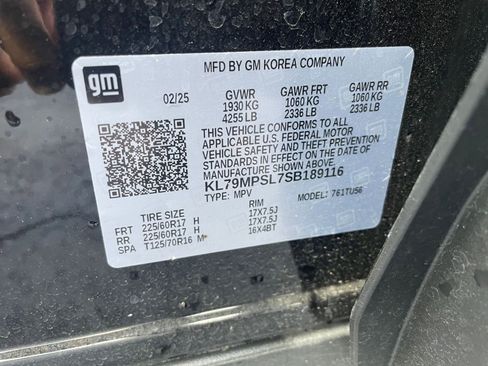 MFD BY GM KOREA COMPANY
gm
02/25 GVWR GAWR FRT GAWR RR
1930 KG 1060 KG 1060 KG
4255 LB 2336 LB 2336 LB
THIS VEHICLE CONFORMS TO ALL
APPLICABLE U.S. FEDERAL MOTOR
VEHICLE SAFETY AND THEFT PREVENTION
STANDARDS IN EFFECT ON THE DATE OF
MANUFACTURE SHOWN ABOVE.
KL79MPSL7SB189116
TYPE: MPV MODEL: 761TU56
TIRE SIZE RIM
FRT 225/60R17 H 17X7.5J
RR 225/60R17 H 17X7.5J
SPA T125/70R16 M* 16X4BT